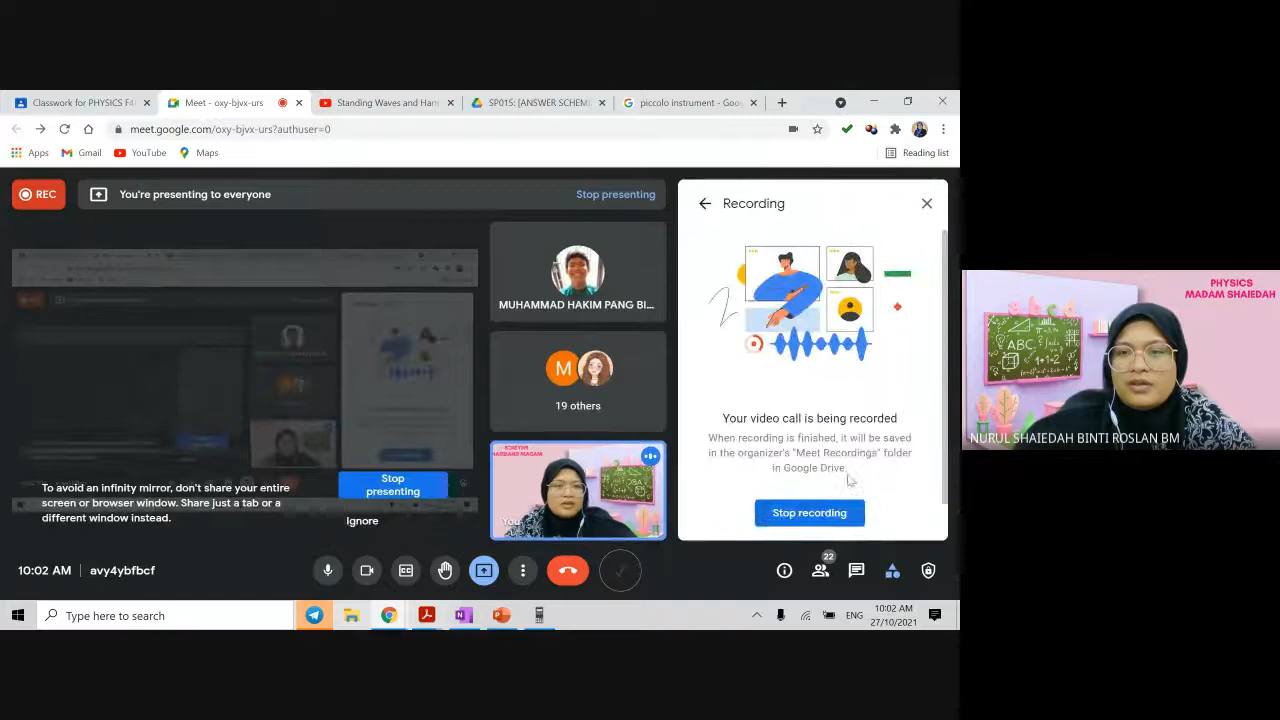 Classwork for PHYSICS F4
Meet - oxy-bjvx-urs
Standing Waves and Har
SP015: [ANSWER SCHEM
piccolo instrument - Goo
meet.google.com/oxy-bjvx-urs?authuser=0
Apps
Gmail
YouTube
Maps
Reading list
REC
You're presenting to everyone
Stop presenting
Recording
MUHAMMAD HAKIM PANG BI...
M
19 others
Your video call is being recorded
When recording is finished, it will be saved
in the organizer's "Meet Recordings" folder
in Google Drive.
Stop recording
To avoid an infinity mirror, don't share your entire
screen or browser window. Share just a tab or a
different window instead.
Stop
presenting
Ignore
You
10:02 AM
avy4ybfbcf
22
Type here to search
ENG
10:02 AM
27/10/2021
PHYSICS
MADAM SHAIEDAH
ABC
1+1=2
NURUL SHAIEDAH BINTI ROSLAN BM